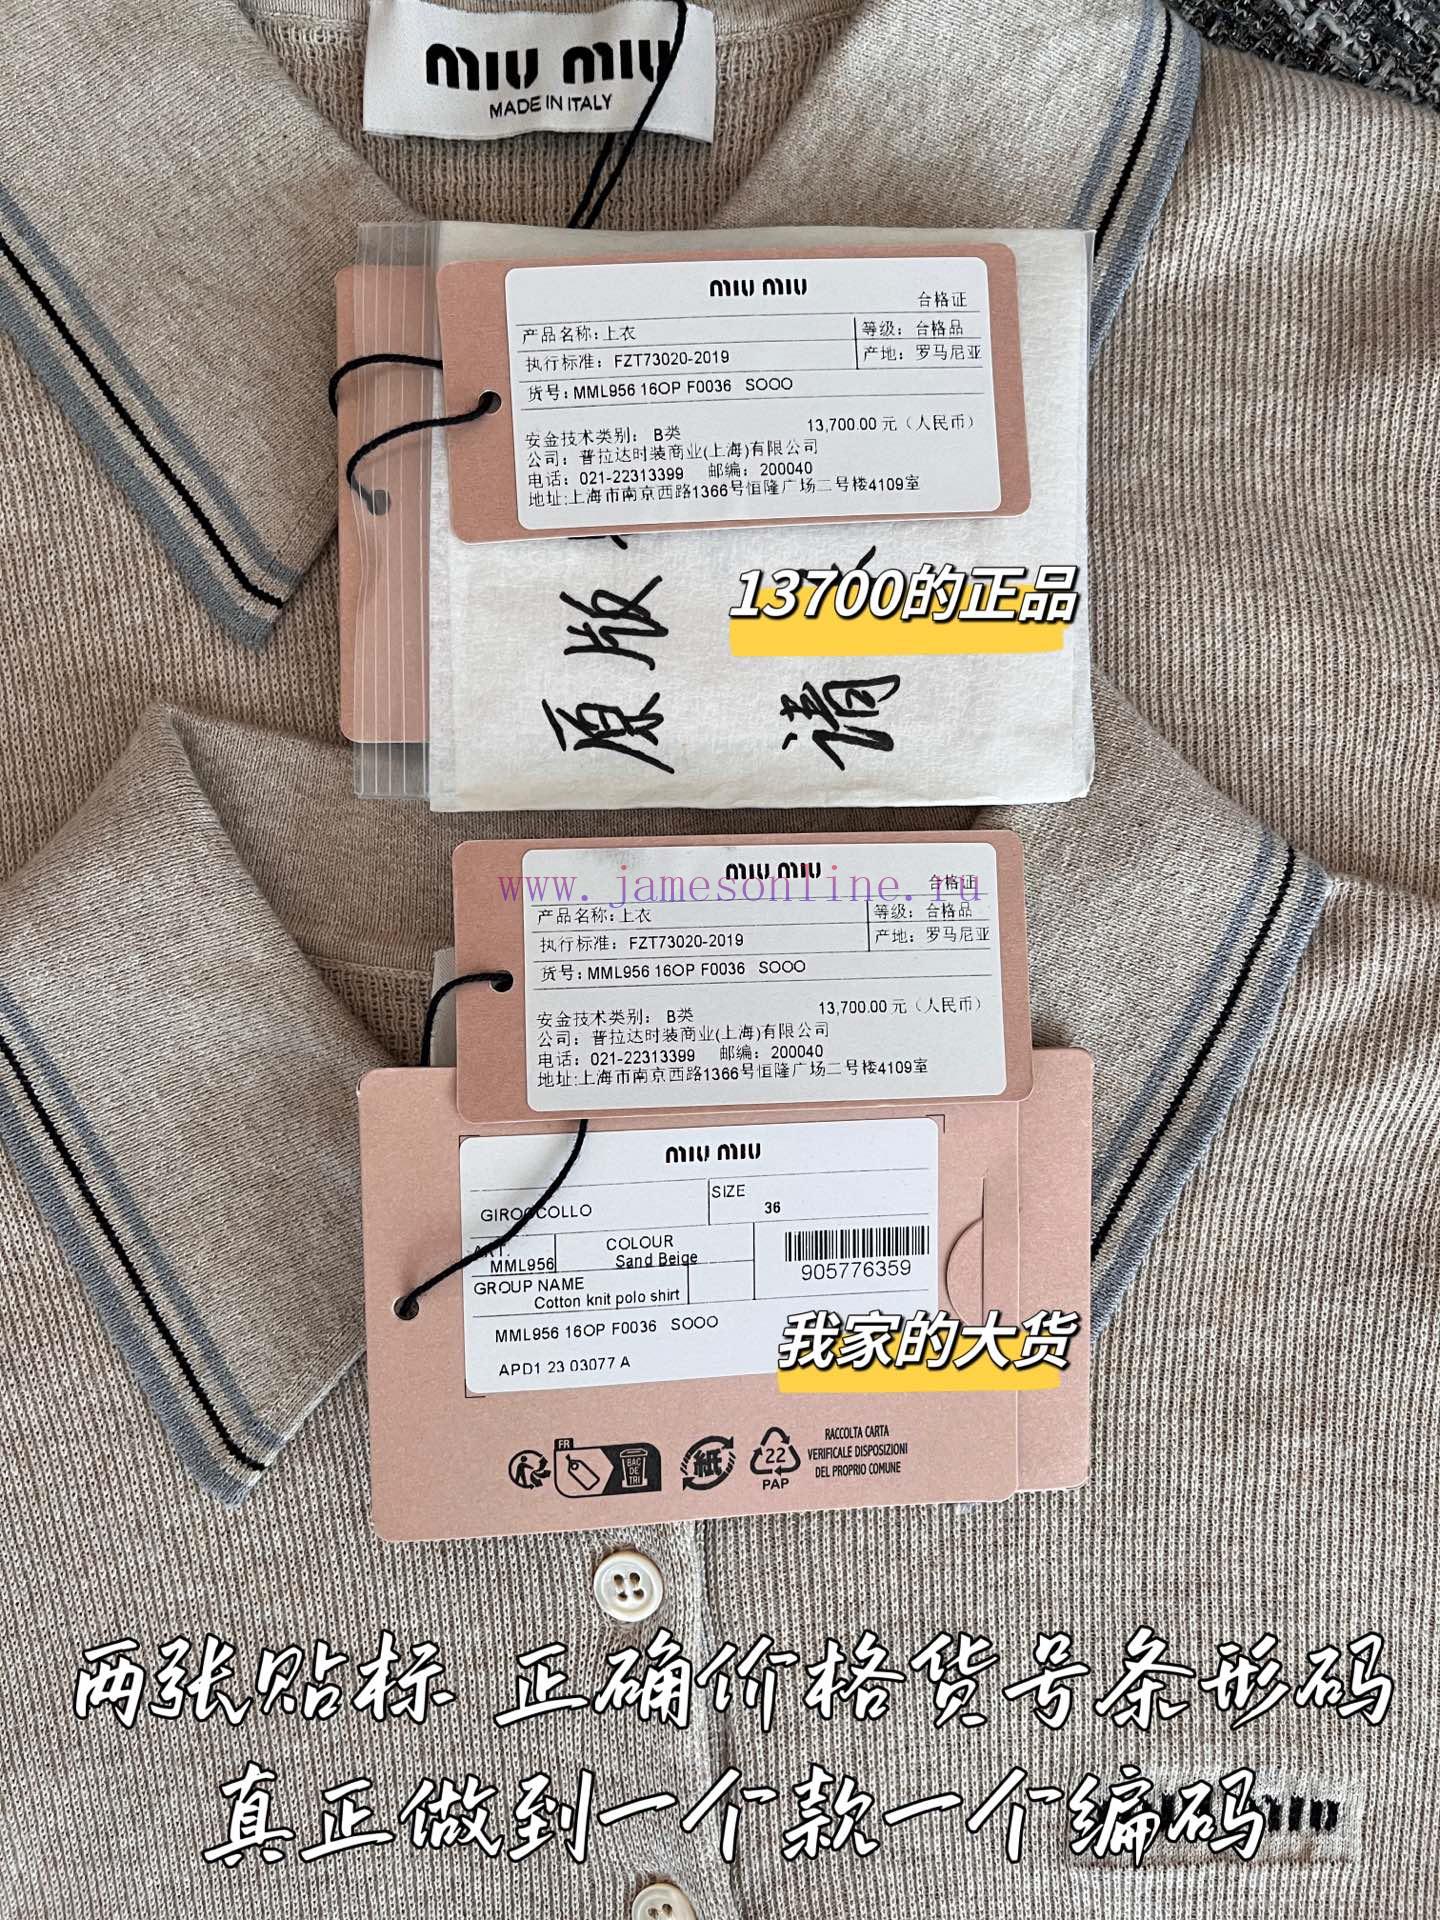 MIU MIU
MADE IN ITALY
MIU MIU
合格证
产品名称:上衣
等级: 合格品
执行标准: FZT73020-2019
产地: 罗马尼亚
货号: MML956 16OP F0036 SOOO
13,700.00 元（人民币）
安金技术类别: B类
公司: 普拉达时装商业(上海)有限公司
电话: 021-22313399 邮编: 200040
地址:上海市南京西路1366号恒隆广场二号楼4109室
原版
请
13700的正品
MIU MIU
www.jamesonline.ru
合格证
产品名称:上衣
等级: 合格品
执行标准: FZT73020-2019
产地: 罗马尼亚
货号: MML956 16OP F0036 SOOO
13,700.00 元（人民币）
安金技术类别: B类
公司: 普拉达时装商业(上海)有限公司
电话: 021-22313399 邮编: 200040
地址:上海市南京西路1366号恒隆广场二号楼4109室
MIU MIU
GIROCCOLLO
SIZE
36
ART.
MML956
COLOUR
Sand Beige
905776359
GROUP NAME
Cotton knit polo shirt
MML956 16OP F0036 SOOO
APD1 23 03077 A
我家的大货
FR
BAC
DE
TRI
紙
22
PAP
RACCOLTA CARTA
VERIFICALE DISPOSIZIONI
DEL PROPRIO COMUNE
两张贴标 正确价格货号条形码
真正做到一个款一个编码